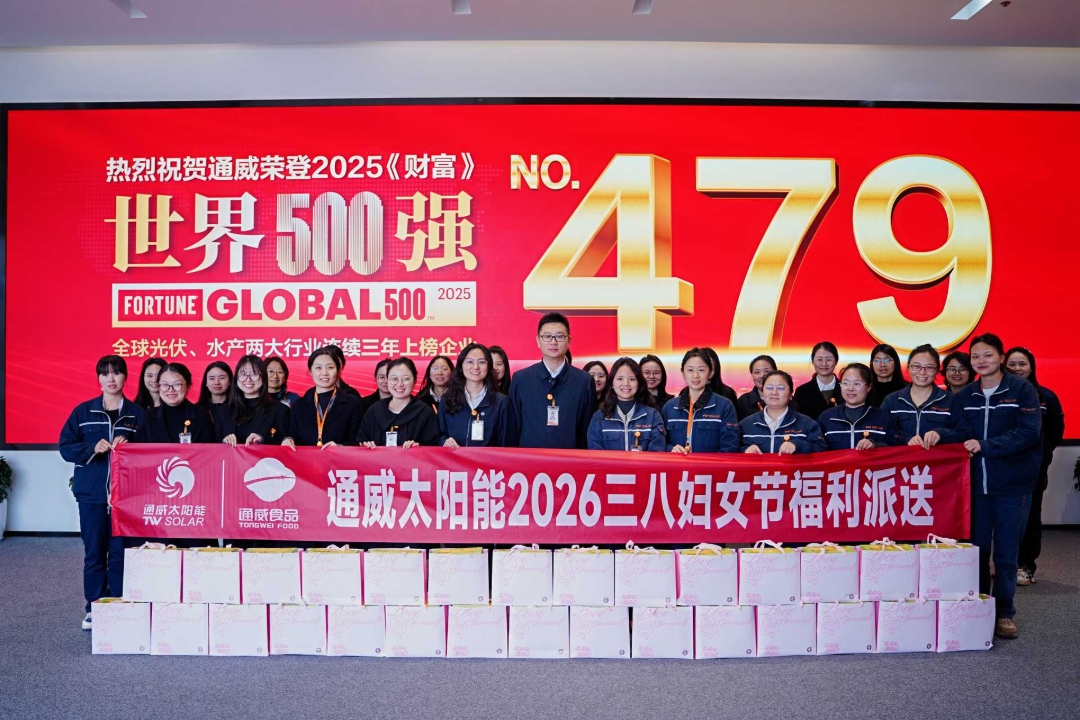 热烈祝贺通威荣登2025《财富》
世界500强
FORTUNE GLOBAL500 2025
全球光伏、水产两大行业连续三年上榜企业
NO.479
通威太阳能
TW SOLAR
通威食品
TONGWEI FOOD
通威太阳能2026三八妇女节福利派送